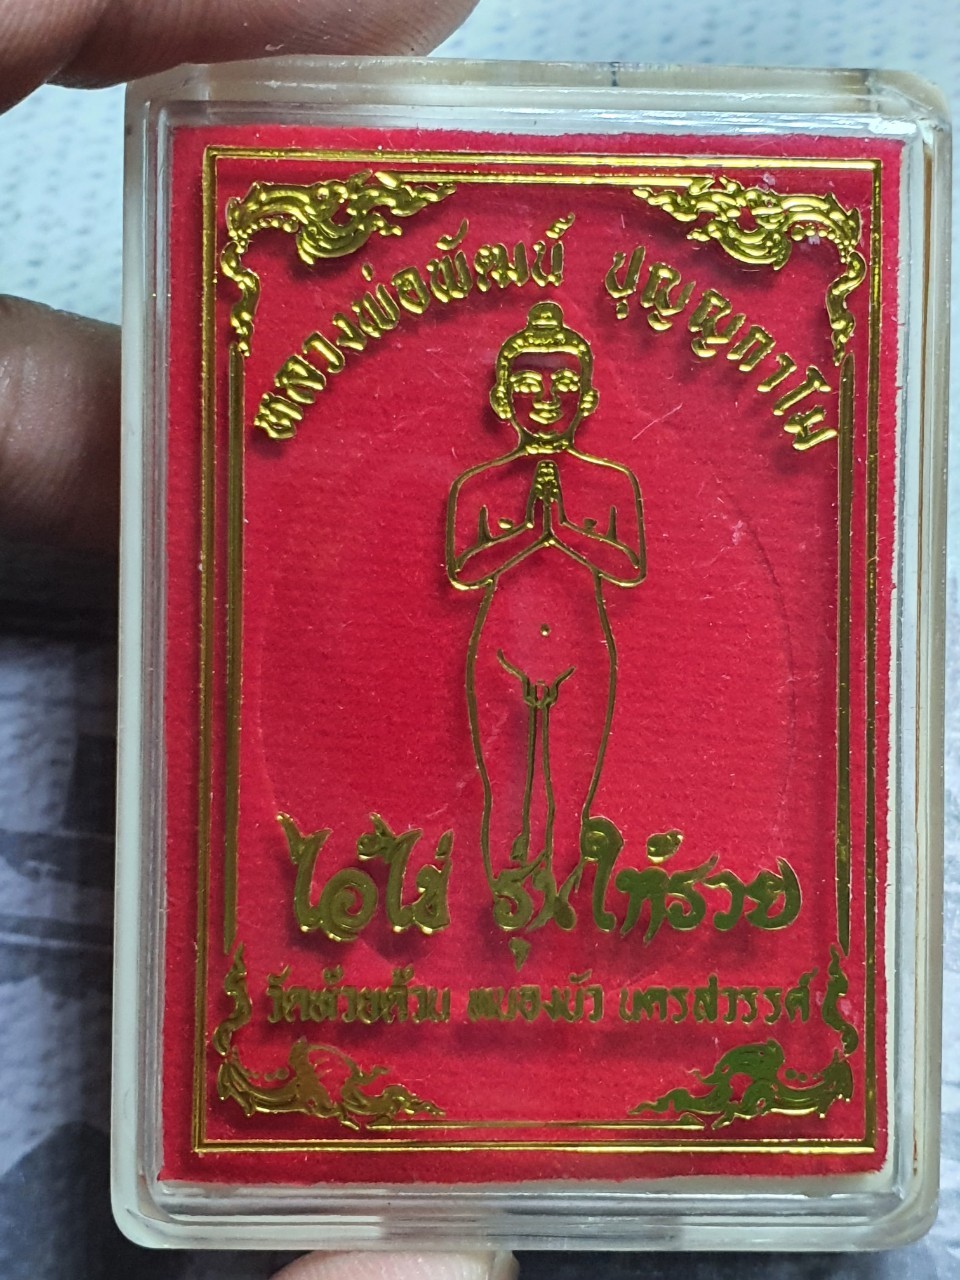 หลวงพ่อพัฒน์ ปุญญกาโม
ไอ้ไข่ รุ่นให้รวย
วัดห้วยด้วน หนองบัว นครสวรรค์